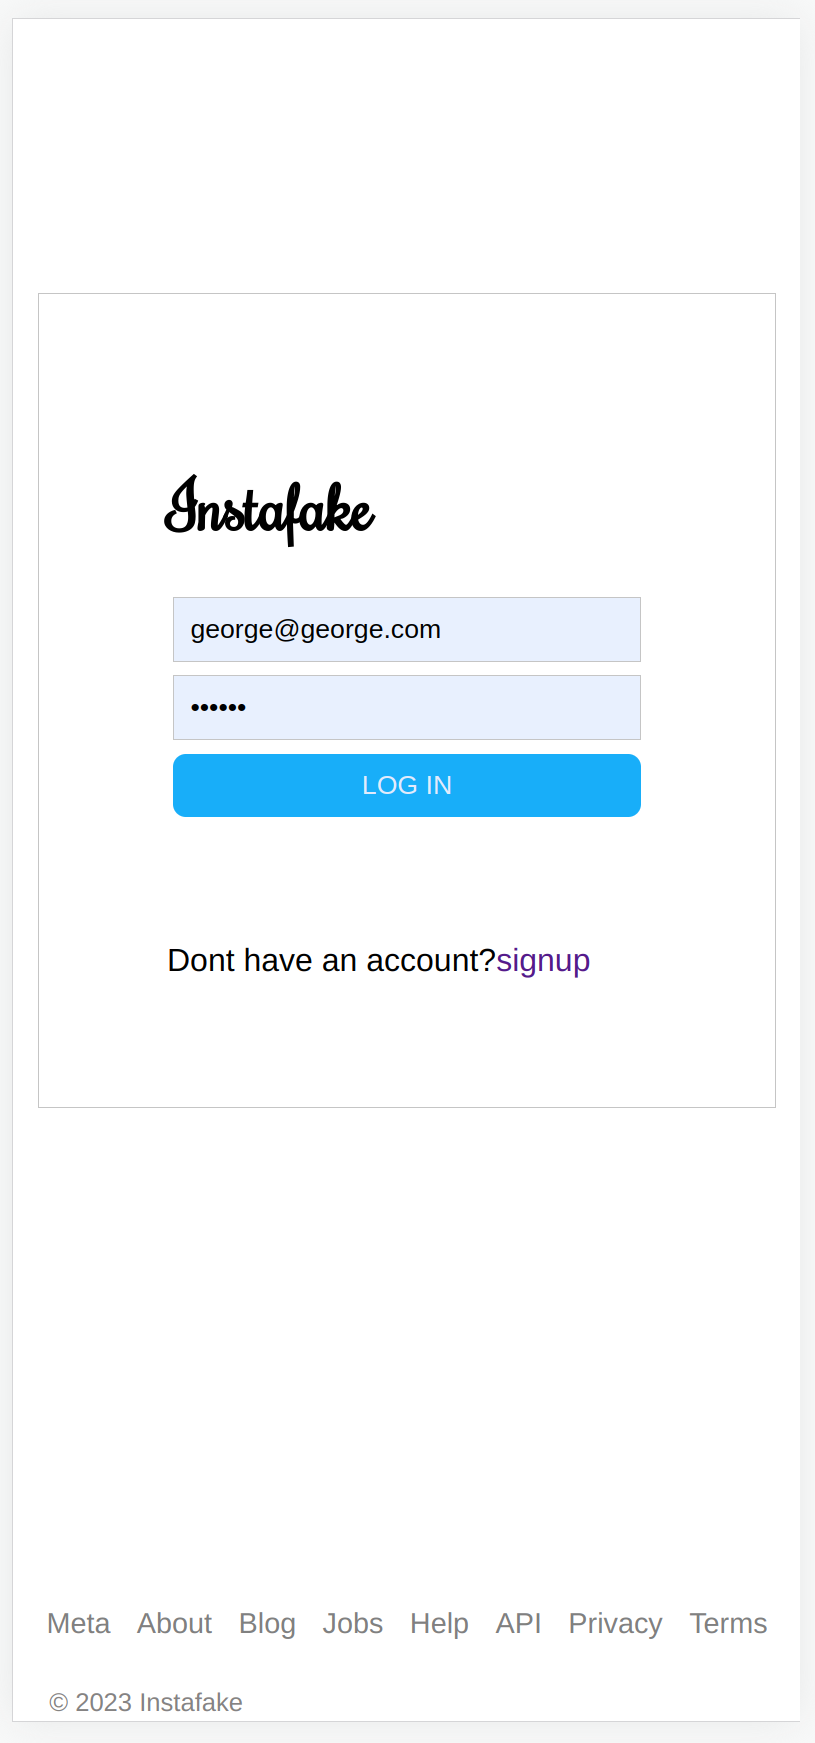 Instafake
george@george.com
••••••
LOG IN
Dont have an account?signup
Meta About Blog Jobs Help API Privacy Terms
© 2023 Instafake